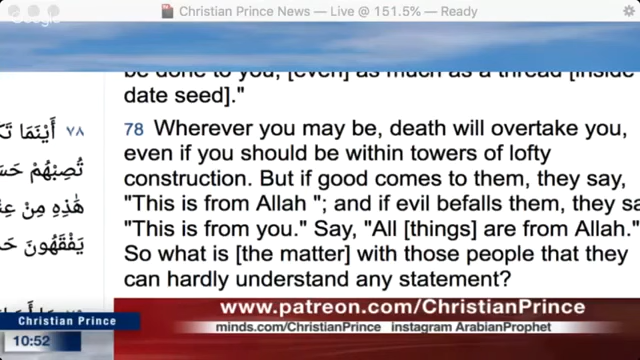 Christian Prince News — Live @ 151.5% — Ready
be done to you, [even] as much as a thread [inside
date seed]."
78 Wherever you may be, death will overtake you,
even if you should be within towers of lofty
construction. But if good comes to them, they say,
"This is from Allah "; and if evil befalls them, they sa
"This is from you." Say, "All [things] are from Allah."
So what is [the matter] with those people that they
can hardly understand any statement?
٧٨ أَيْنَمَا تَك
تُصِبْهُمْ حَسَ
هَٰذِهِ مِنْ عِن
يَفْقَهُونَ حَ
www.patreon.com/ChristianPrince
minds.com/ChristianPrince instagram ArabianProphet
Christian Prince
10:52